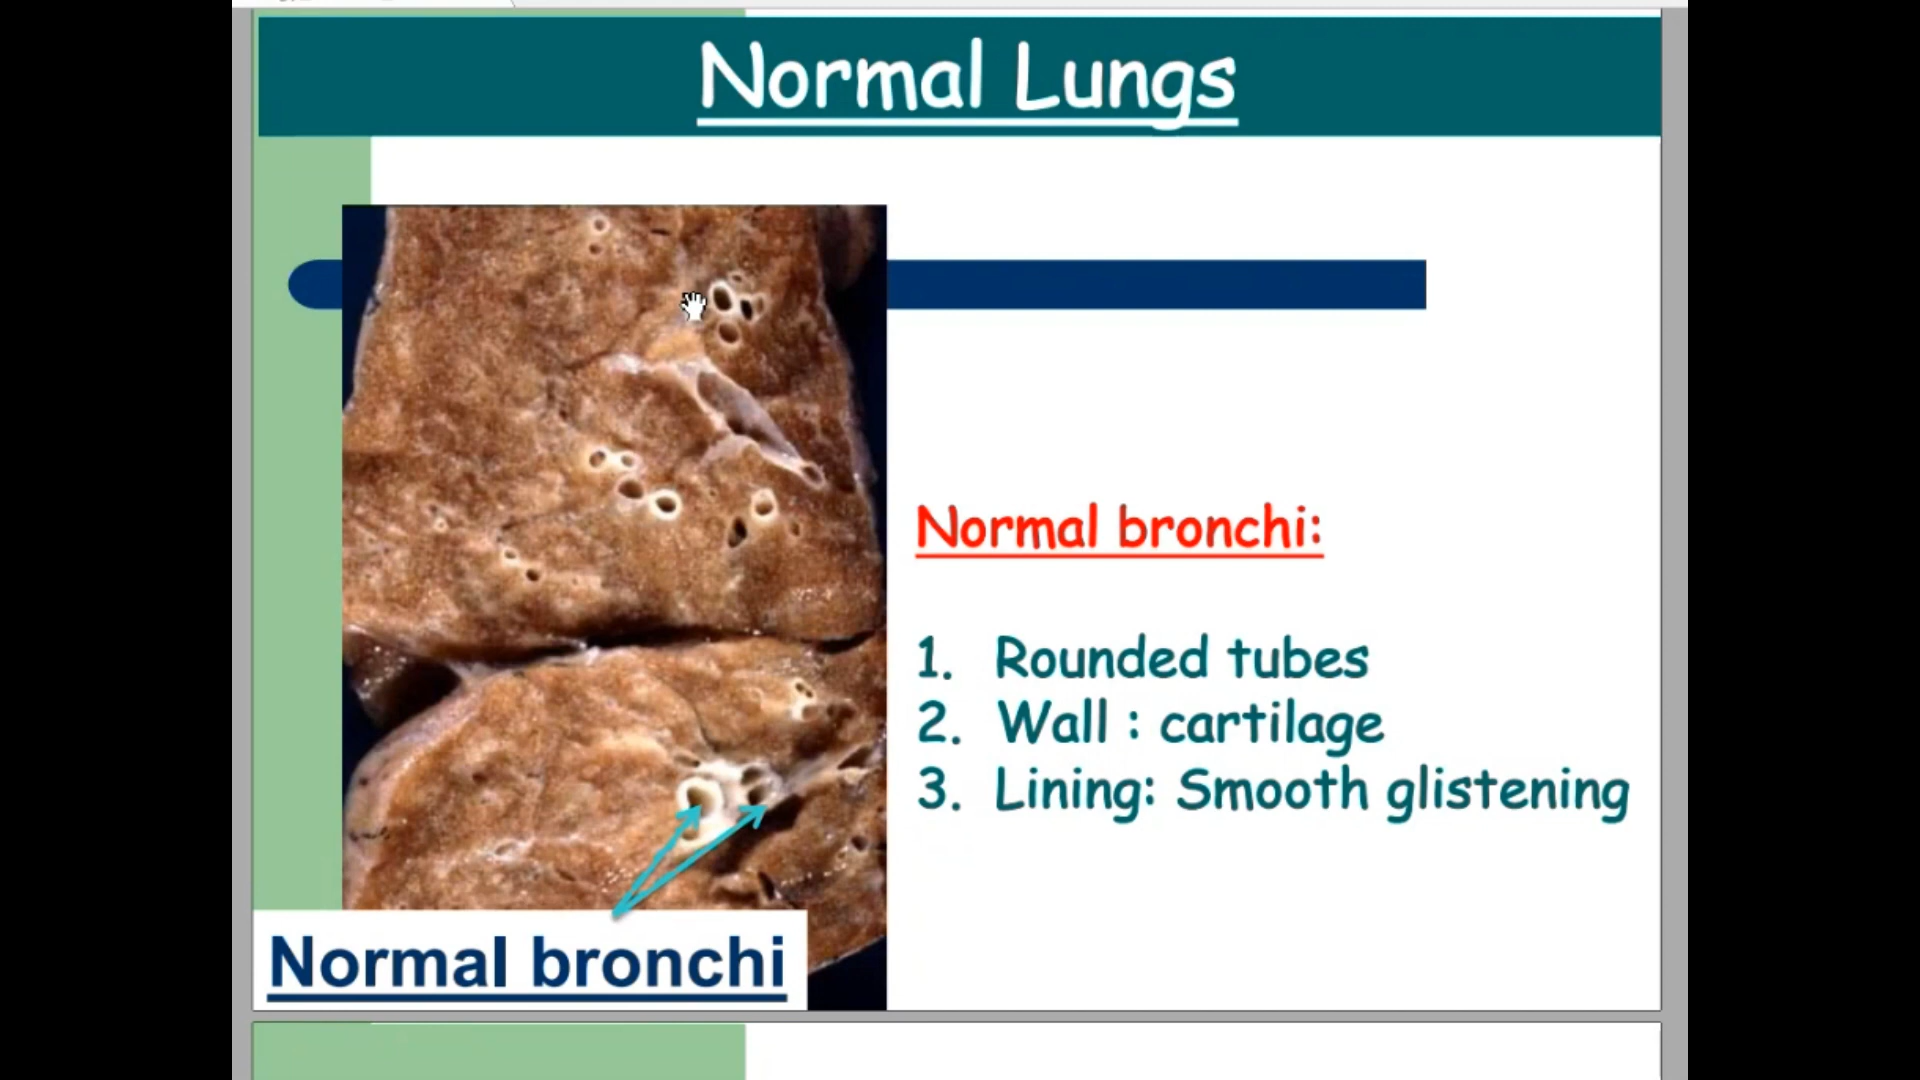 Normal Lungs
Normal bronchi:
1. Rounded tubes
2. Wall : cartilage
3. Lining: Smooth glistening
Normal bronchi